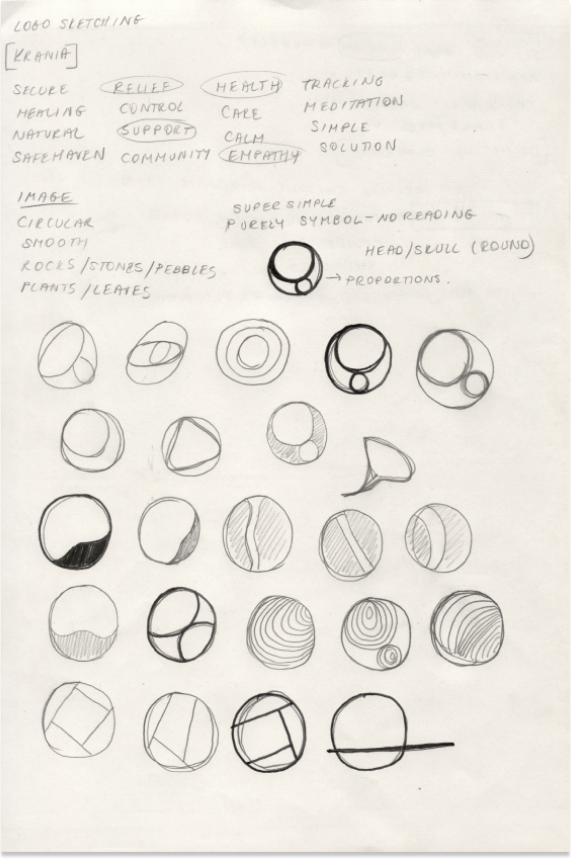 LOGO SKETCHING
[KRANIA]
SECURE RELIEF HEALTH TRACKING
HEALING CONTROL CARE MEDITATION
NATURAL SUPPORT CALM SIMPLE
SAFEHAVEN COMMUNITY EMPATHY SOLUTION
IMAGE
SUPER SIMPLE
CIRCULAR PURELY SYMBOL - NO READING
SMOOTH HEAD/SKULL (ROUND)
ROCKS/STONES/PEBBLES → PROPORTIONS.
PLANTS/LEAVES